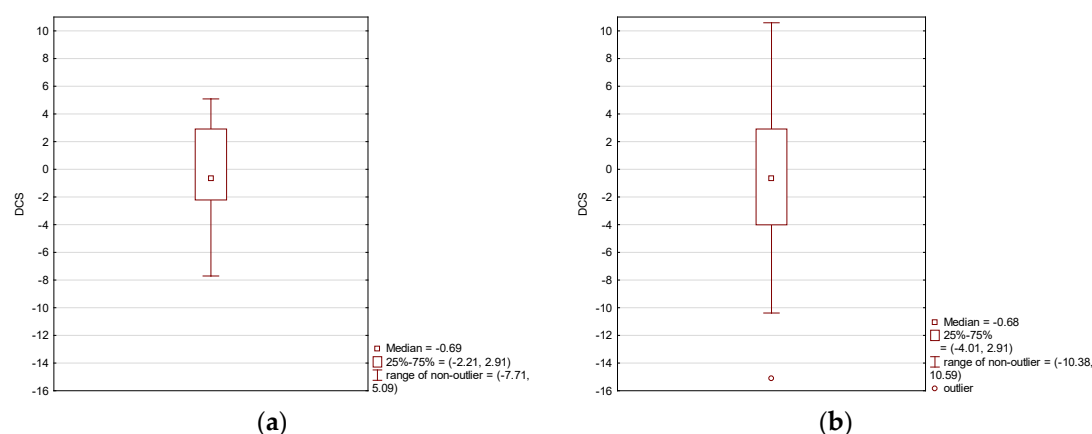 10
8
6
4
2
0
-2
-4
-6
-8
-10
-12
-14
-16
DCS
Median = -0.69
25%-75% = (-2.21, 2.91)
range of non-outlier = (-7.71,
5.09)
(a)
10
8
6
4
2
0
-2
-4
-6
-8
-10
-12
-14
-16
DCS
Median = -0.68
25%-75%
= (-4.01, 2.91)
range of non-outlier = (-10.38,
10.59)
outlier
(b)